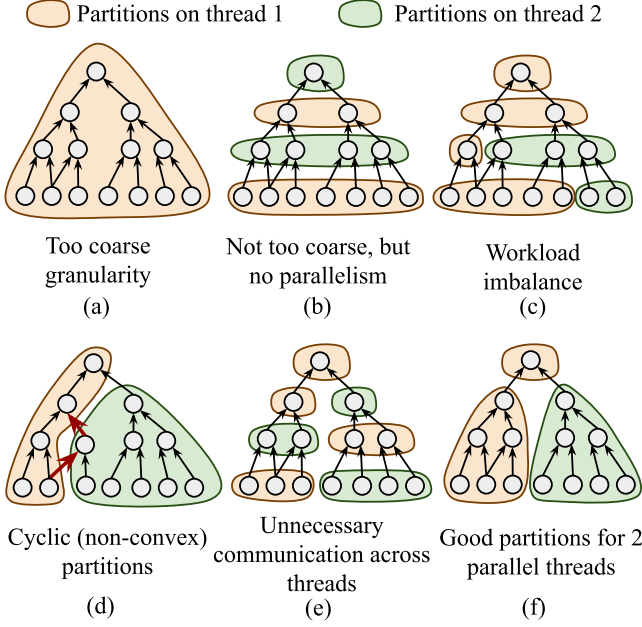 Partitions on thread 1
Partitions on thread 2
Too coarse
granularity
(a)
Not too coarse, but
no parallelism
(b)
Workload
imbalance
(c)
Cyclic (non-convex)
partitions
(d)
Unnecessary
communication across
threads
(e)
Good partitions for 2
parallel threads
(f)